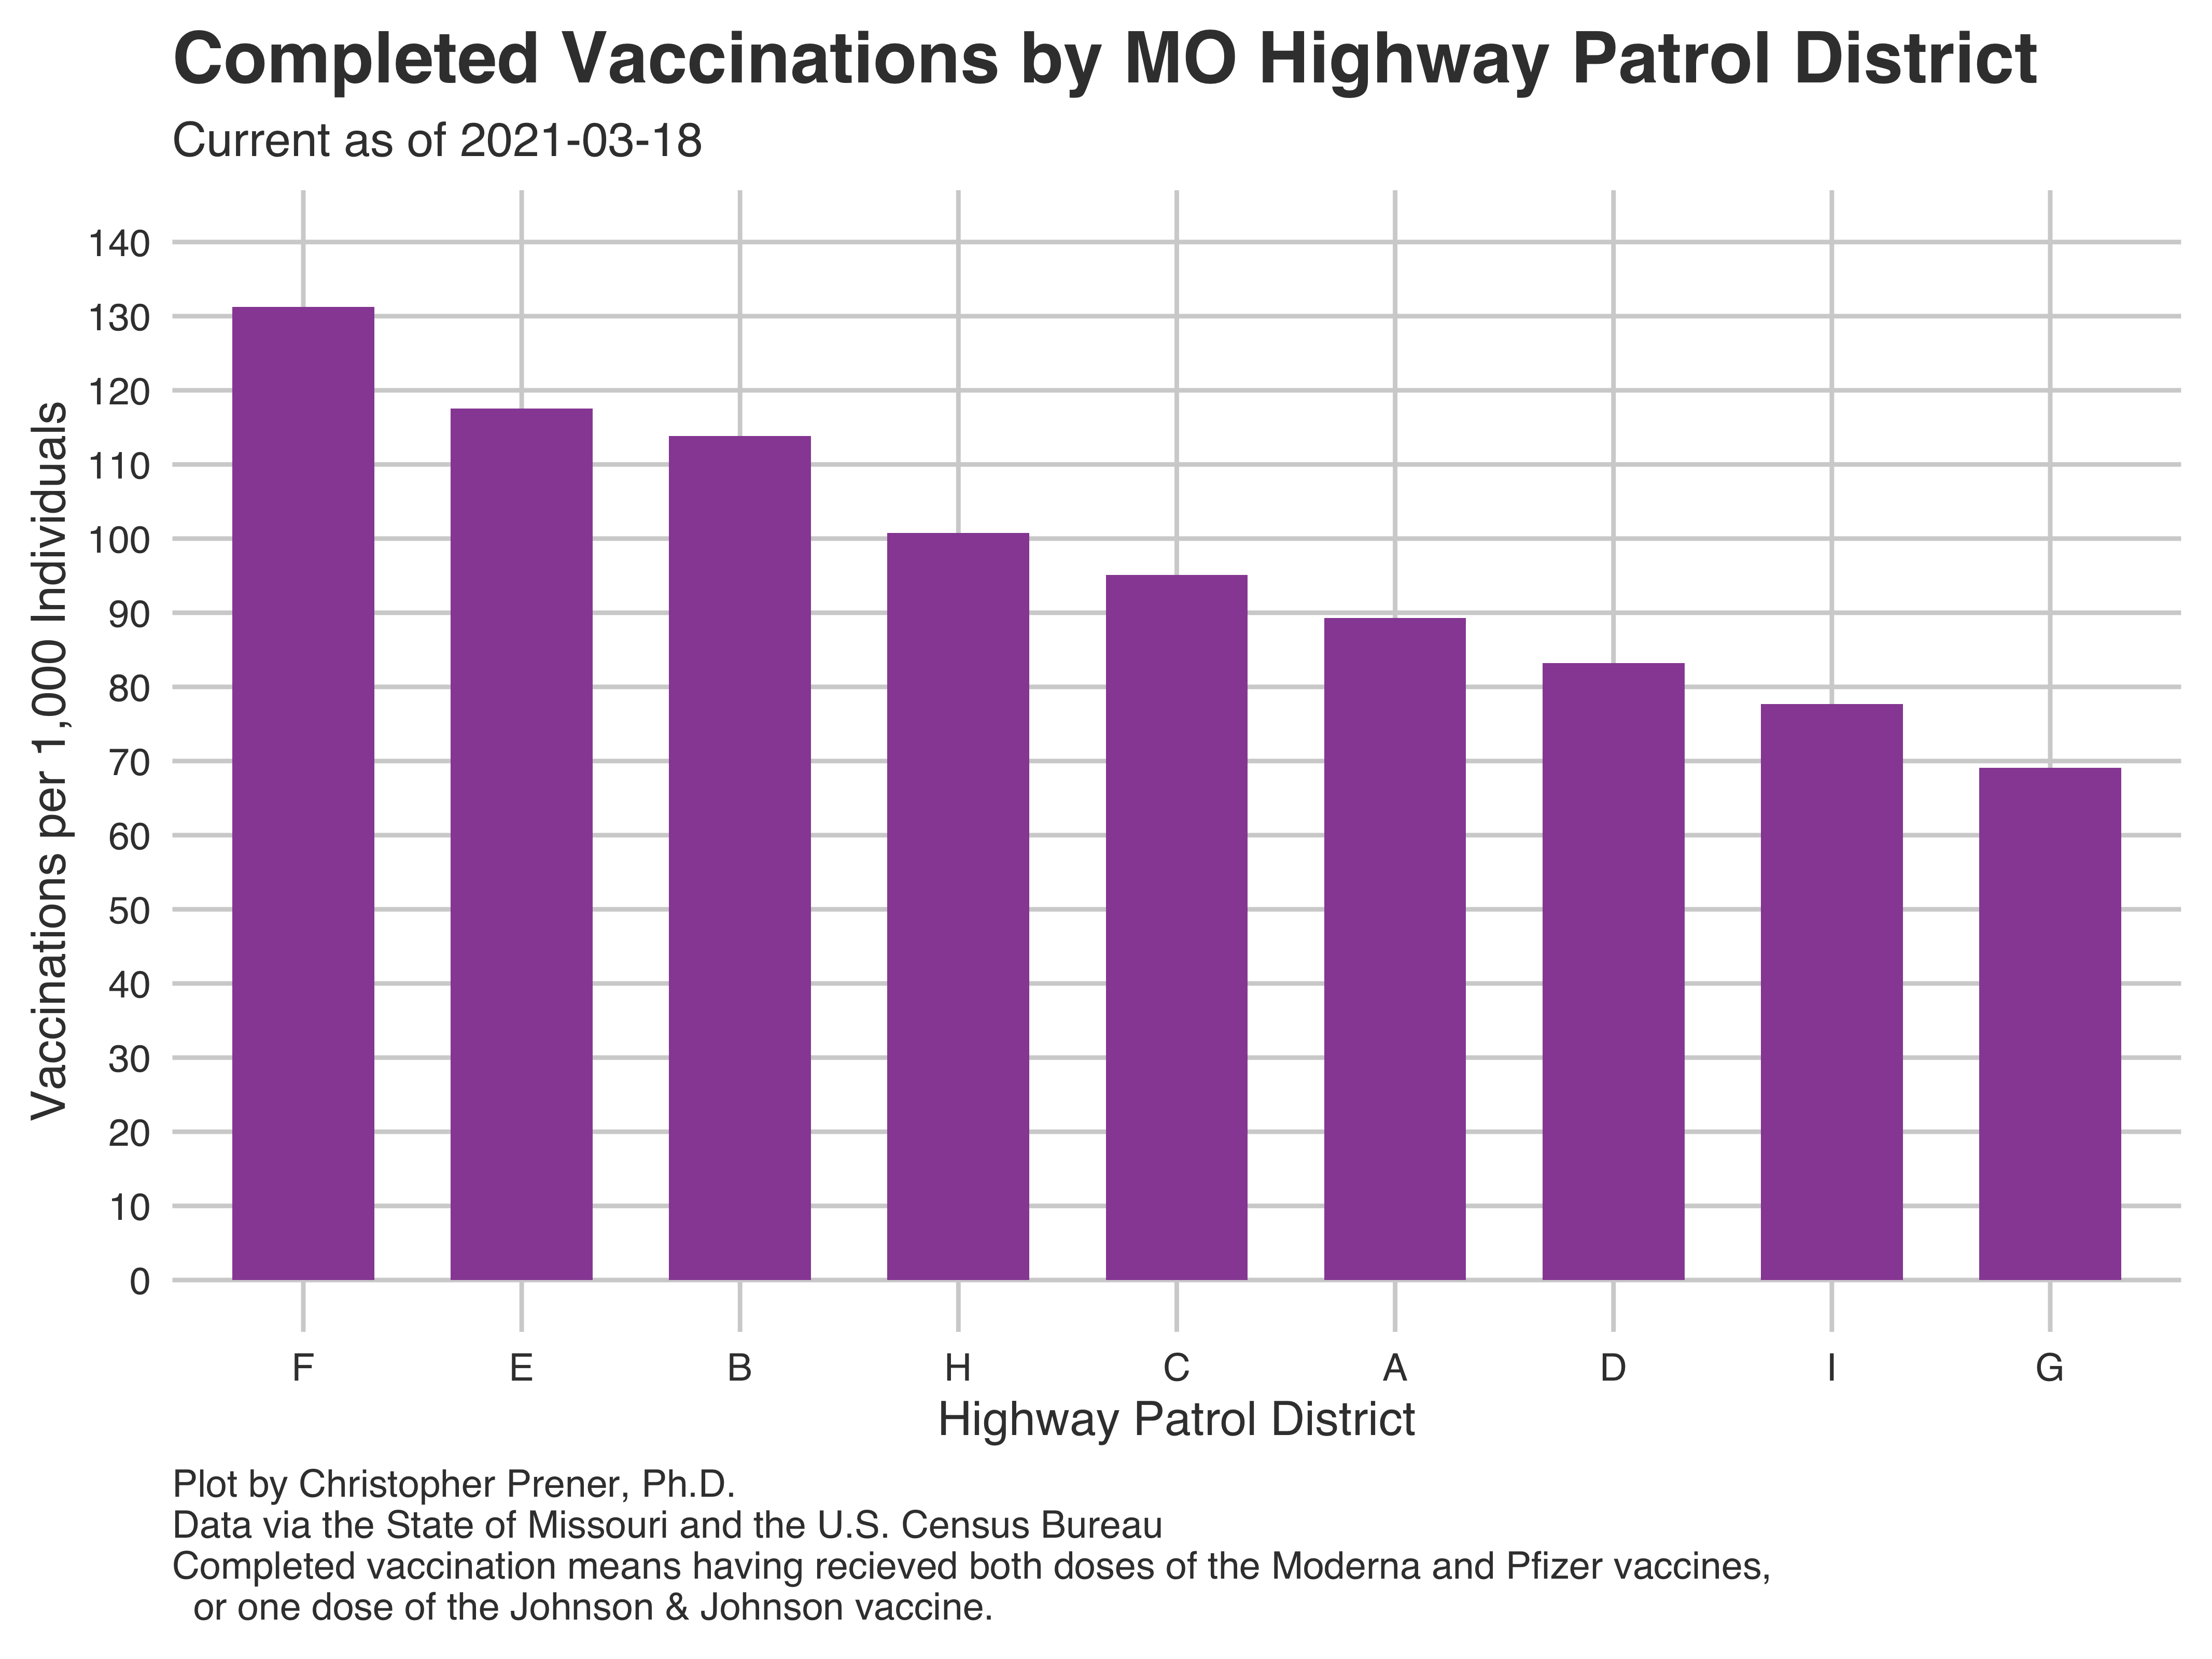 Completed Vaccinations by MO Highway Patrol District
Current as of 2021-03-18
Vaccinations per 1,000 Individuals
140
130
120
110
100
90
80
70
60
50
40
30
20
10
0
F E B H C A D I G
Highway Patrol District
Plot by Christopher Prener, Ph.D.
Data via the State of Missouri and the U.S. Census Bureau
Completed vaccination means having recieved both doses of the Moderna and Pfizer vaccines,
or one dose of the Johnson & Johnson vaccine.